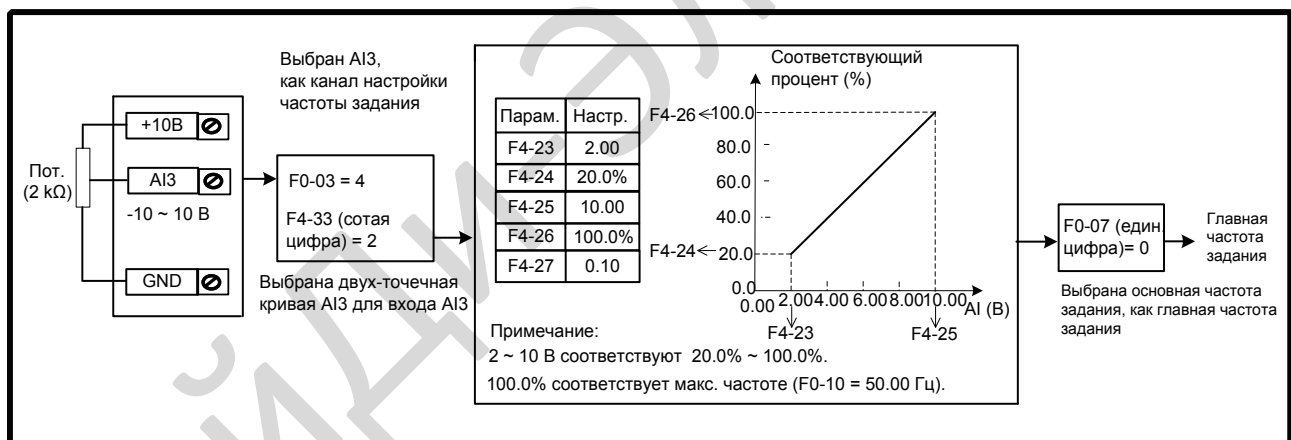 Выбран AI3,
как канал настройки
частоты задания
+10В
AI3
-10 ~ 10 В
GND
Пот.
(2 kΩ)
F0-03 = 4
F4-33 (сотая
цифра) = 2
Выбрана двух-точечная
кривая AI3 для входа AI3
Парам. Настр.
F4-23 2.00
F4-24 20.0%
F4-25 10.00
F4-26 100.0%
F4-27 0.10
Соответствующий
процент (%)
F4-26 100.0
80.0
60.0
40.0
F4-24 20.0
0.0
0.00 2.00 4.00 6.00 8.00 10.00
AI (В)
F4-23 F4-25
Примечание:
2 ~ 10 В соответствуют 20.0% ~ 100.0%.
100.0% соответствует макс. частоте (F0-10 = 50.00 Гц).
F0-07 (един.
цифра)= 0
Главная
частота
задания
Выбрана основная частота
задания, как главная частота
задания